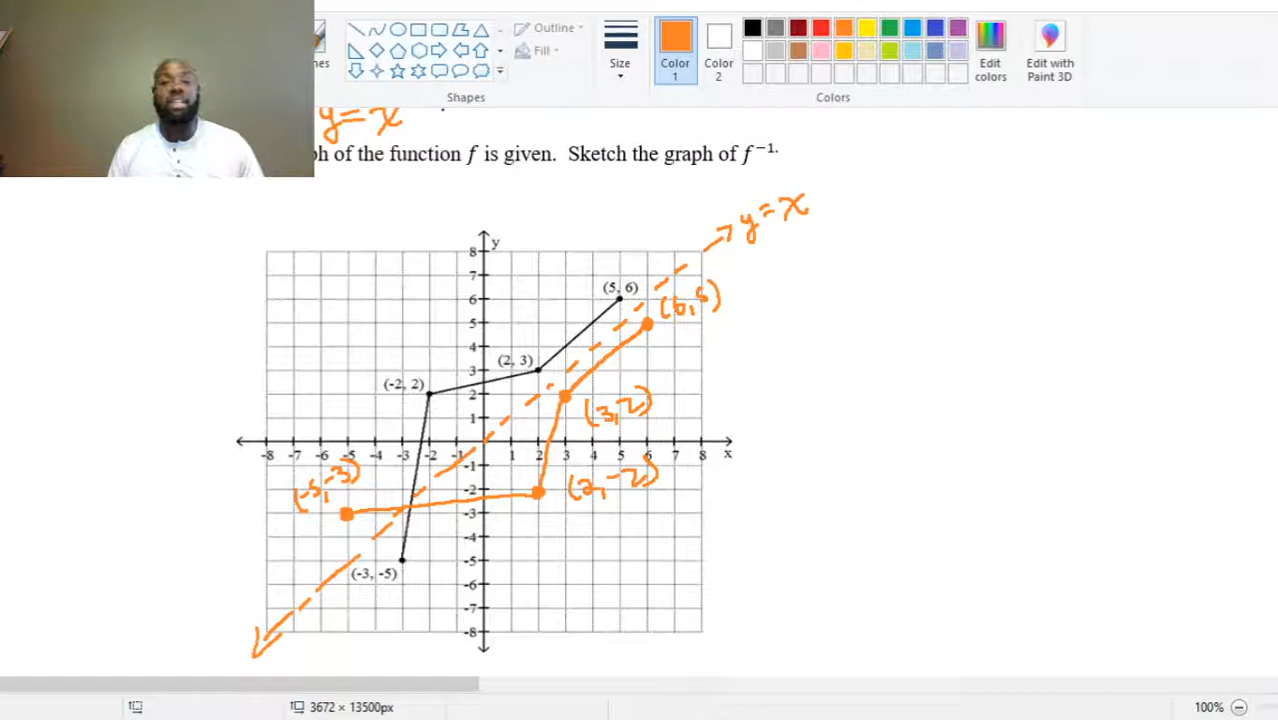 Outline
Fill
Shapes
Size
Color 1
Color 2
Edit colors
Edit with Paint 3D
Colors
y = x
of the function f is given. Sketch the graph of f⁻¹.
y = x
y
8
7
(5, 6)
6
(6,5)
5
4
(2, 3)
3
(-2, 2)
2
(3,2)
1
-8 -7 -6 -5 -4 -3 -2 -1 1 2 3 4 5 6 7 8 x
-1
(-5,-3)
(2,-2)
-2
-3
-4
-5
(-3, -5)
-6
-7
-8
3672 × 13500px
100%